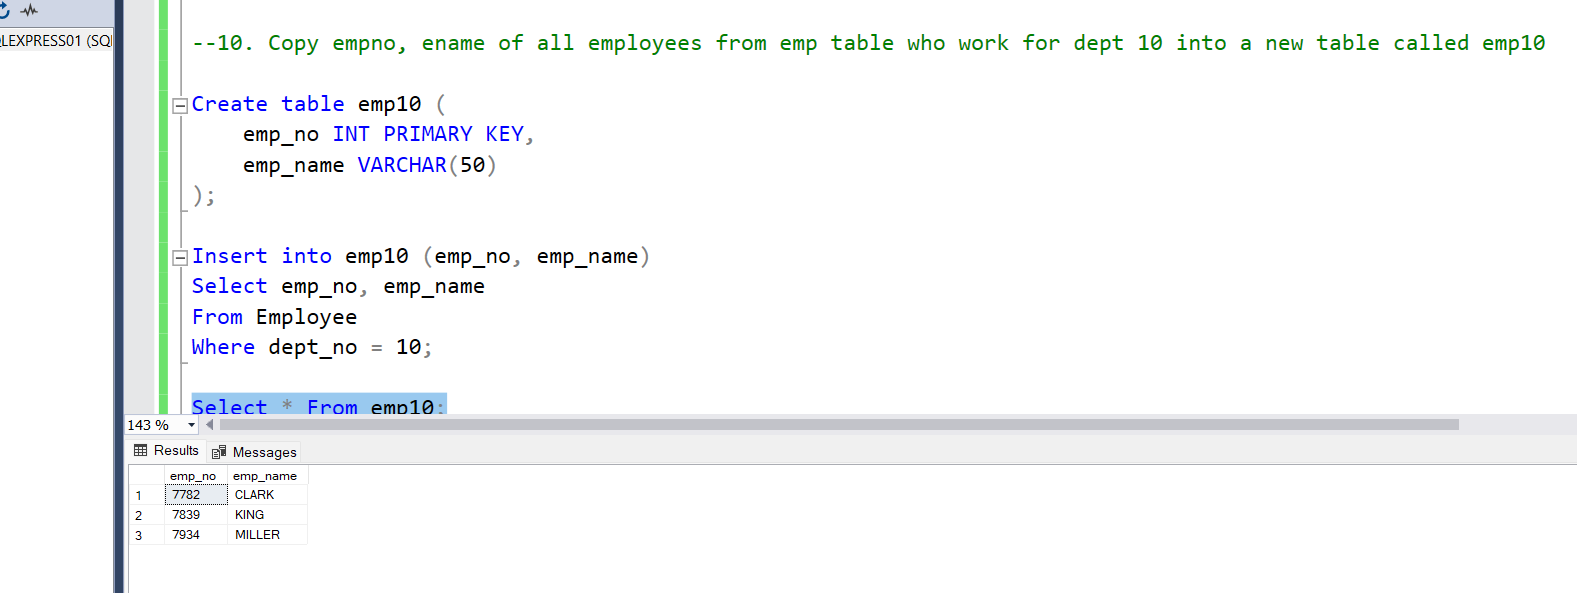 LEXPRESS01 (SQ
--10. Copy empno, ename of all employees from emp table who work for dept 10 into a new table called emp10
Create table emp10 (
emp_no INT PRIMARY KEY,
emp_name VARCHAR(50)
);
Insert into emp10 (emp_no, emp_name)
Select emp_no, emp_name
From Employee
Where dept_no = 10;
Select * From emp10;
143 %
Results Messages
emp_no emp_name
1 7782 CLARK
2 7839 KING
3 7934 MILLER